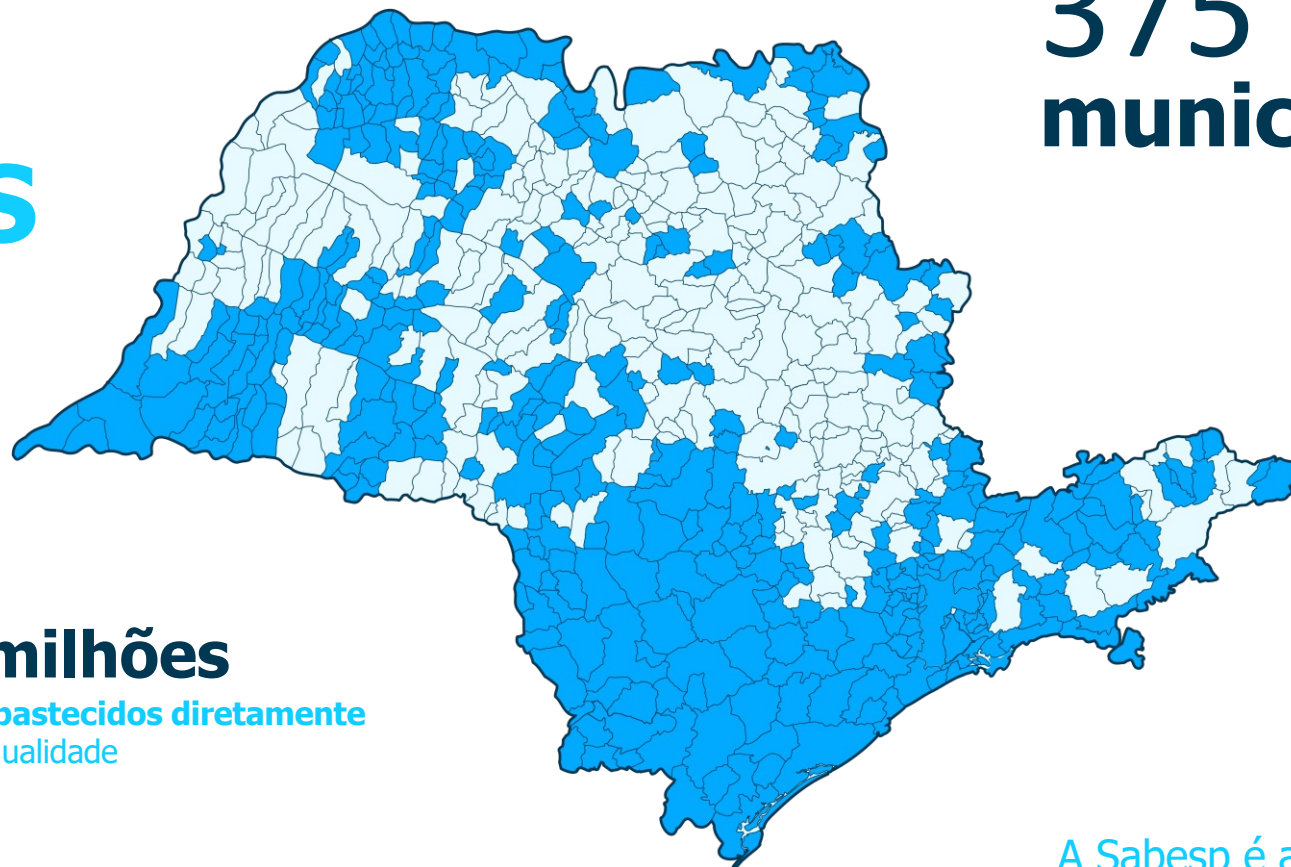 375
munic
s
milhões
bastecidos diretamente
ualidade
A Sabesp é a